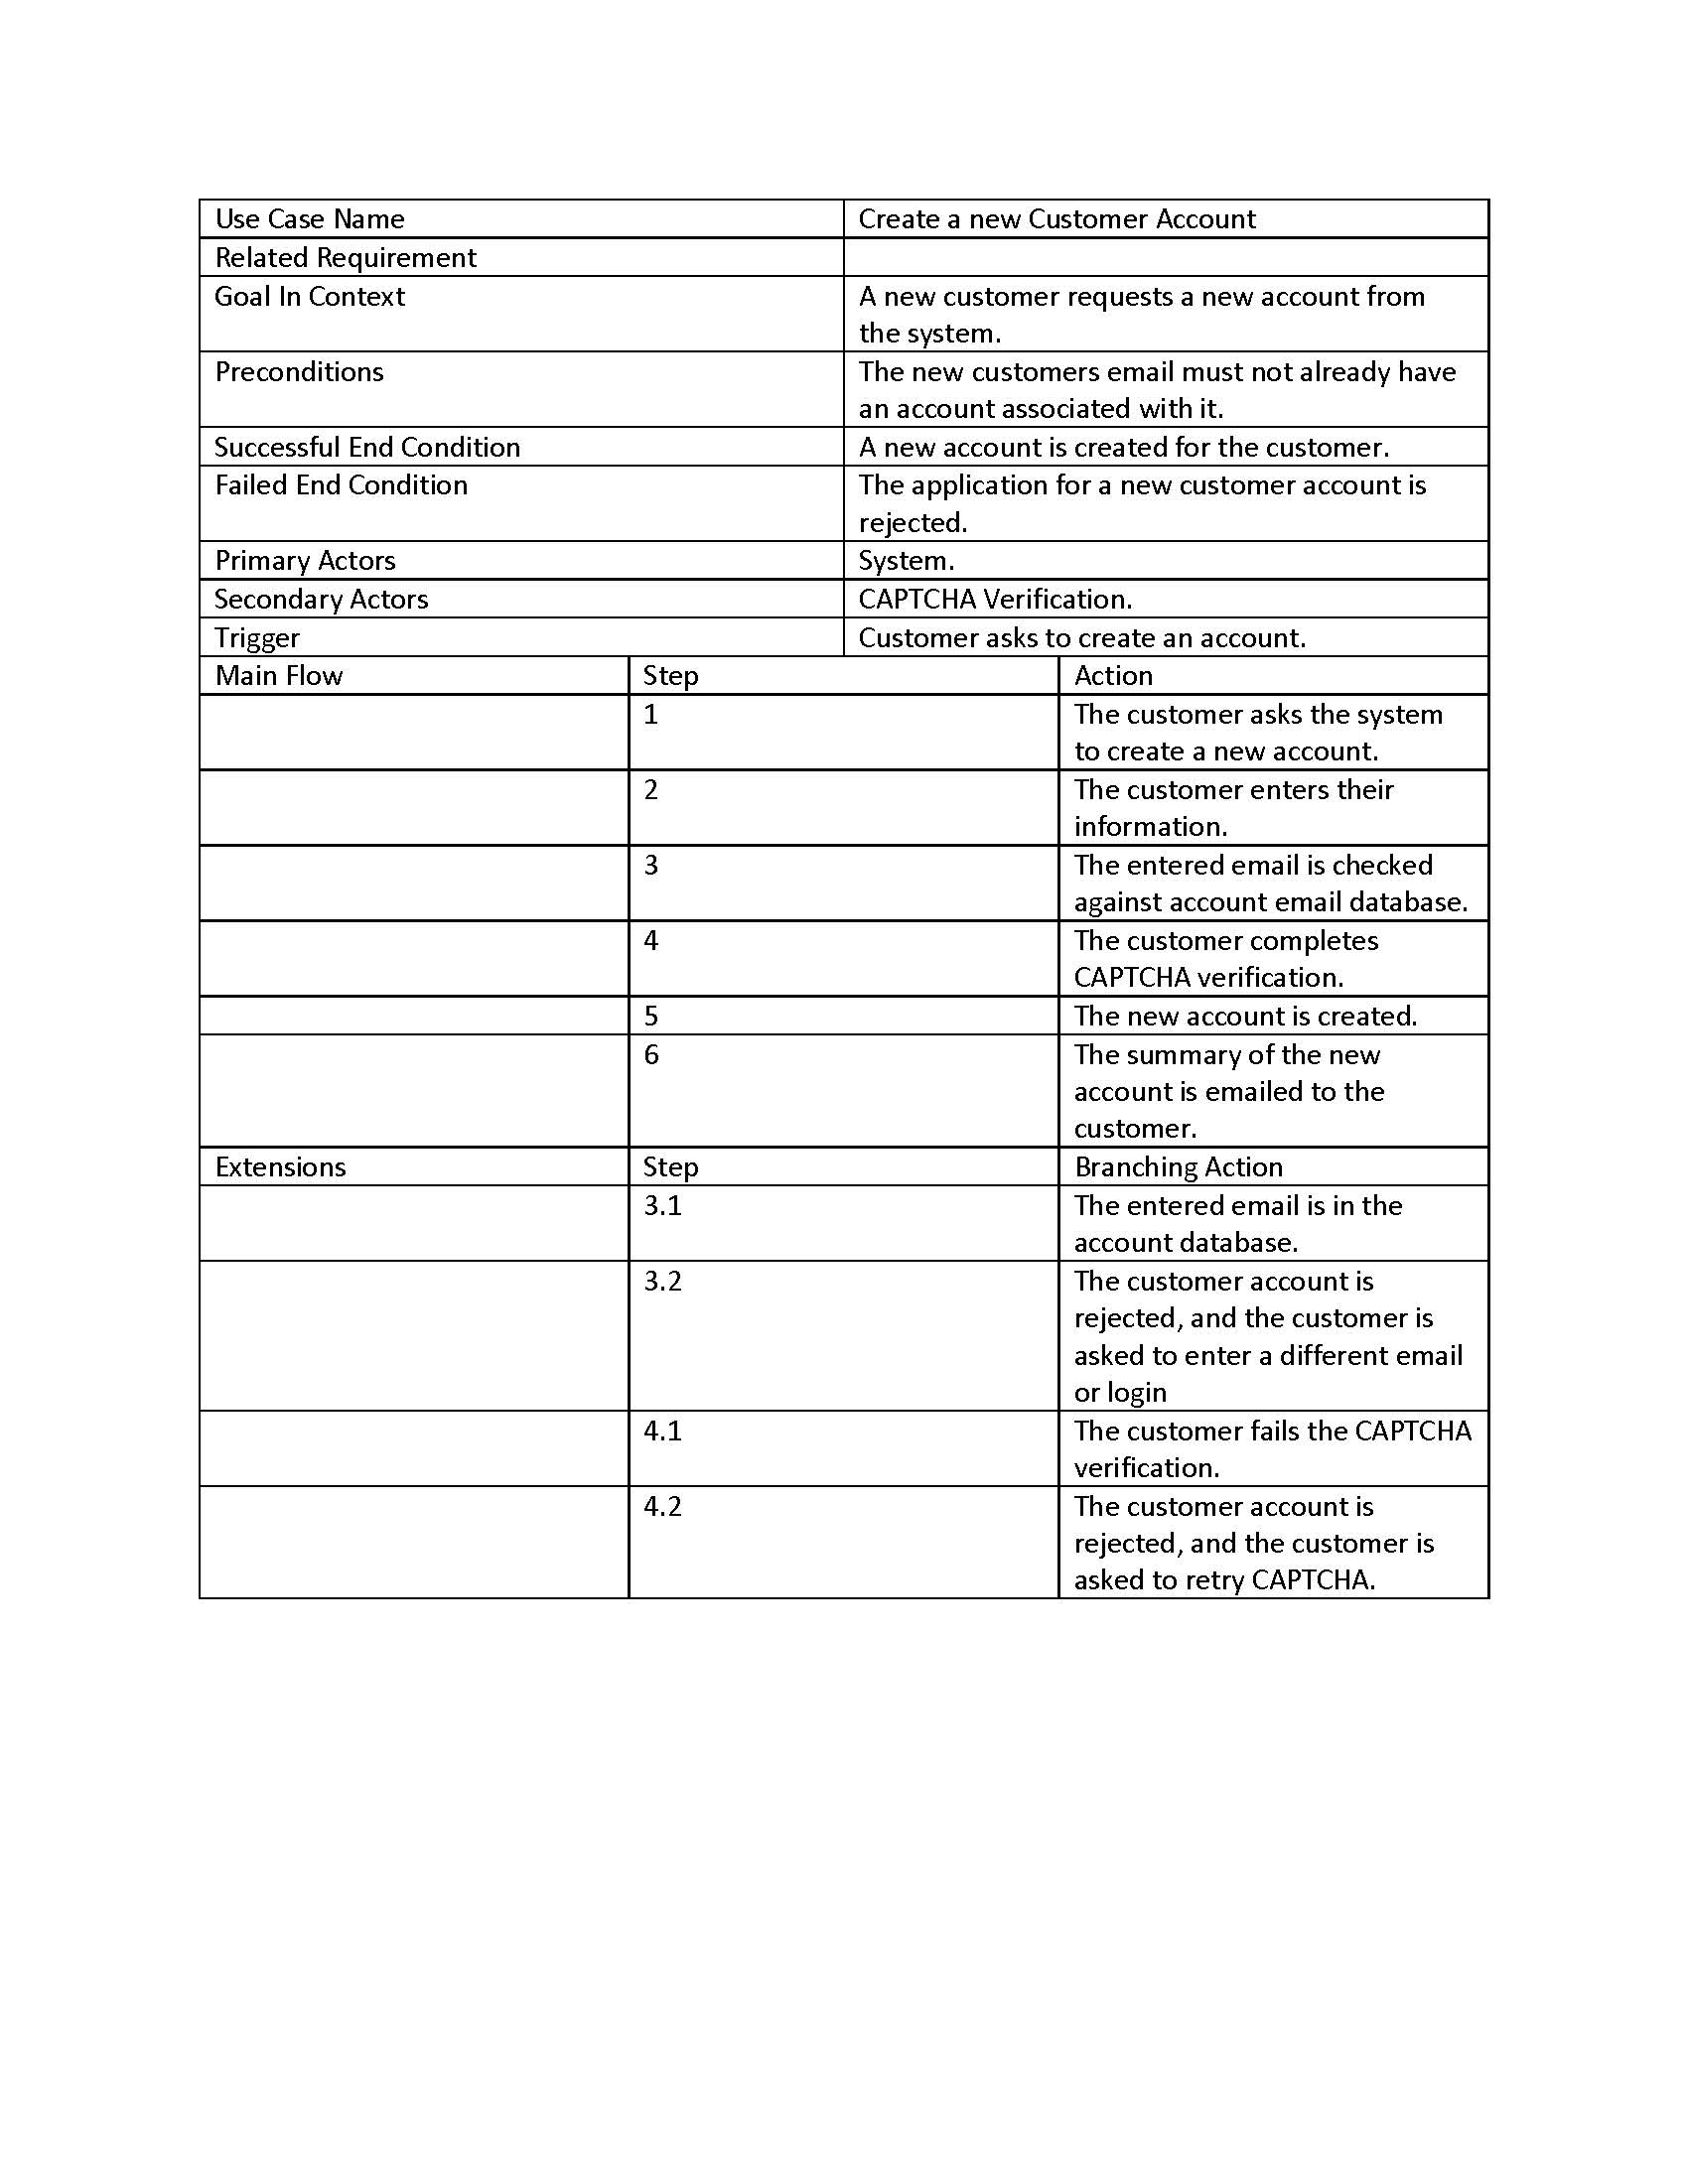 Use Case Name
Create a new Customer Account
Related Requirement
Goal In Context
A new customer requests a new account from
the system.
Preconditions
The new customers email must not already have
an account associated with it.
Successful End Condition
A new account is created for the customer.
Failed End Condition
The application for a new customer account is
rejected.
Primary Actors
System.
Secondary Actors
CAPTCHA Verification.
Trigger
Customer asks to create an account.
Main Flow
Step
Action
1
The customer asks the system
to create a new account.
2
The customer enters their
information.
3
The entered email is checked
against account email database.
4
The customer completes
CAPTCHA verification.
5
The new account is created.
6
The summary of the new
account is emailed to the
customer.
Extensions
Step
Branching Action
3.1
The entered email is in the
account database.
3.2
The customer account is
rejected, and the customer is
asked to enter a different email
or login
4.1
The customer fails the CAPTCHA
verification.
4.2
The customer account is
rejected, and the customer is
asked to retry CAPTCHA.